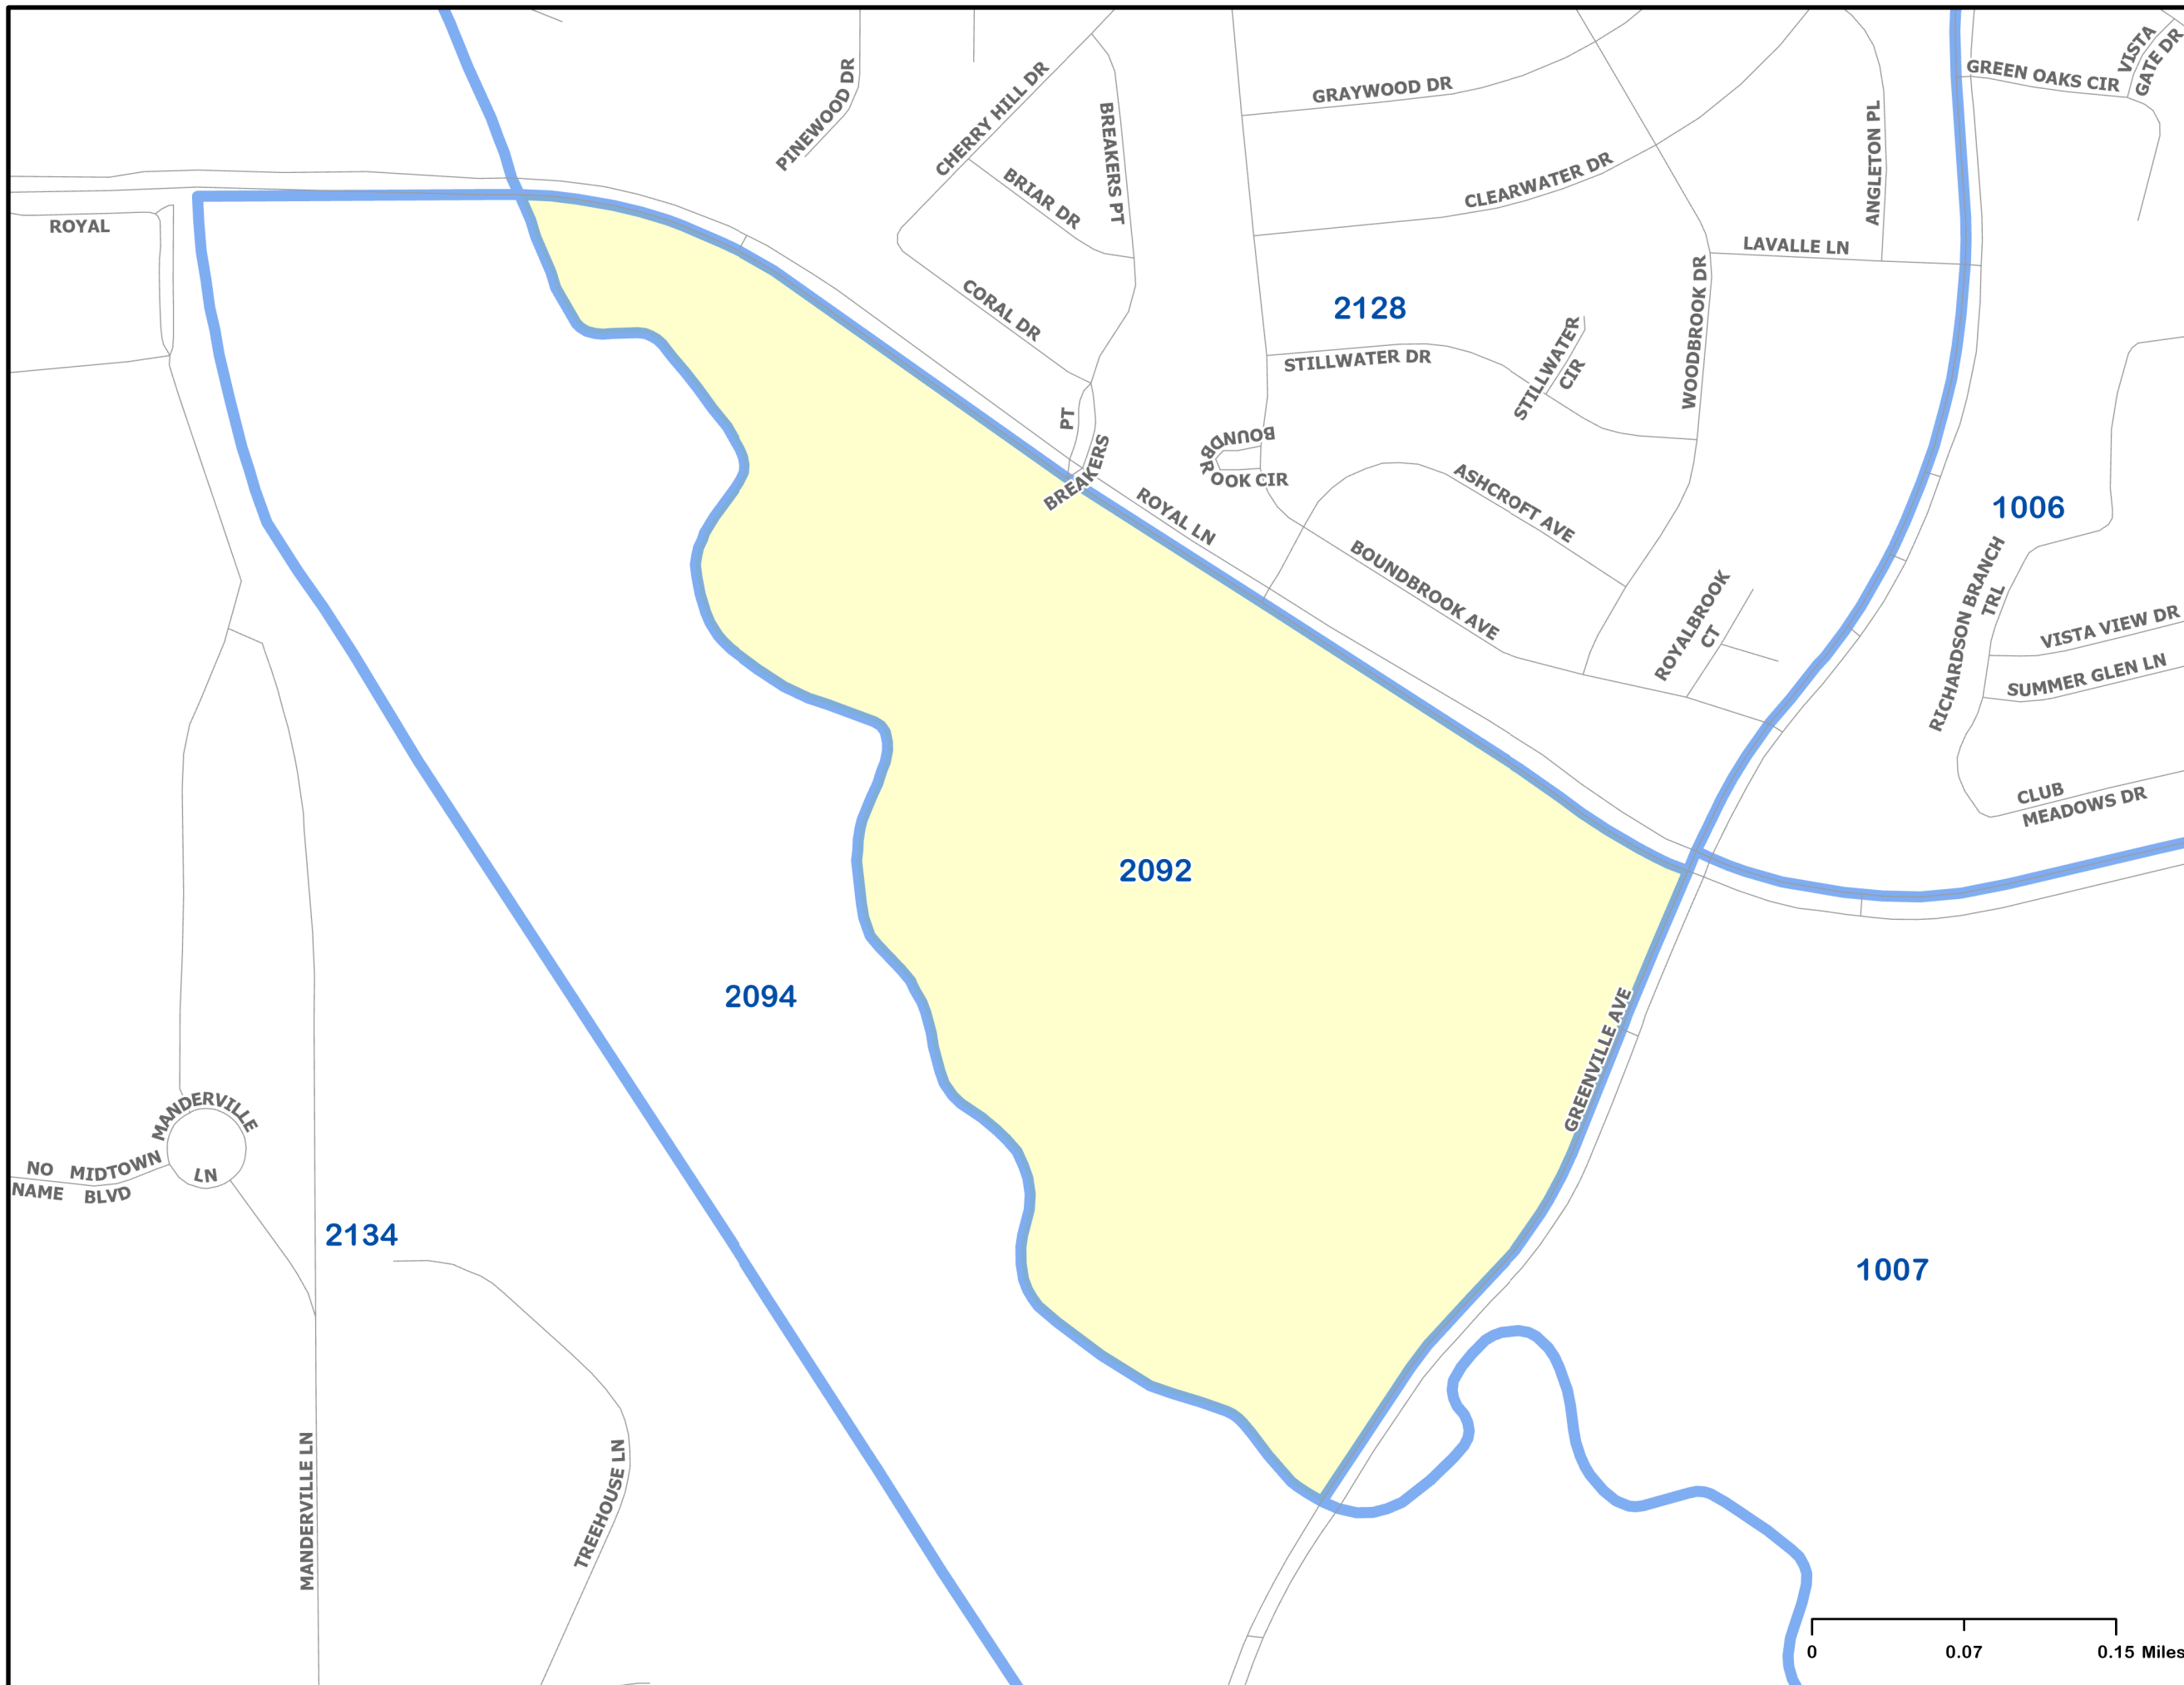 VISTA
GATE DR
GREEN OAKS CIR
PINEWOOD DR
CHERRY HILL DR
GRAYWOOD DR
BREAKERS PT
ANGLETON PL
CLEARWATER DR
BRIAR DR
ROYAL
LAVALLE LN
CORAL DR
2128
WOODBROOK DR
STILLWATER DR
STILLWATER
CIR
PT
BREAKERS
BOUNDBR
OOK CIR
ROYAL LN
ASHCROFT AVE
1006
BOUNDBROOK AVE
ROYALBROOK
CT
RICHARDSON BRANCH
TRL
VISTA VIEW DR
SUMMER GLEN LN
CLUB
MEADOWS DR
2092
2094
GREENVILLE AVE
MANDERVILLE
LN
NO
NAME
MIDTOWN
BLVD
2134
1007
MANDERVILLE LN
TREEHOUSE LN
0 0.07 0.15 Miles